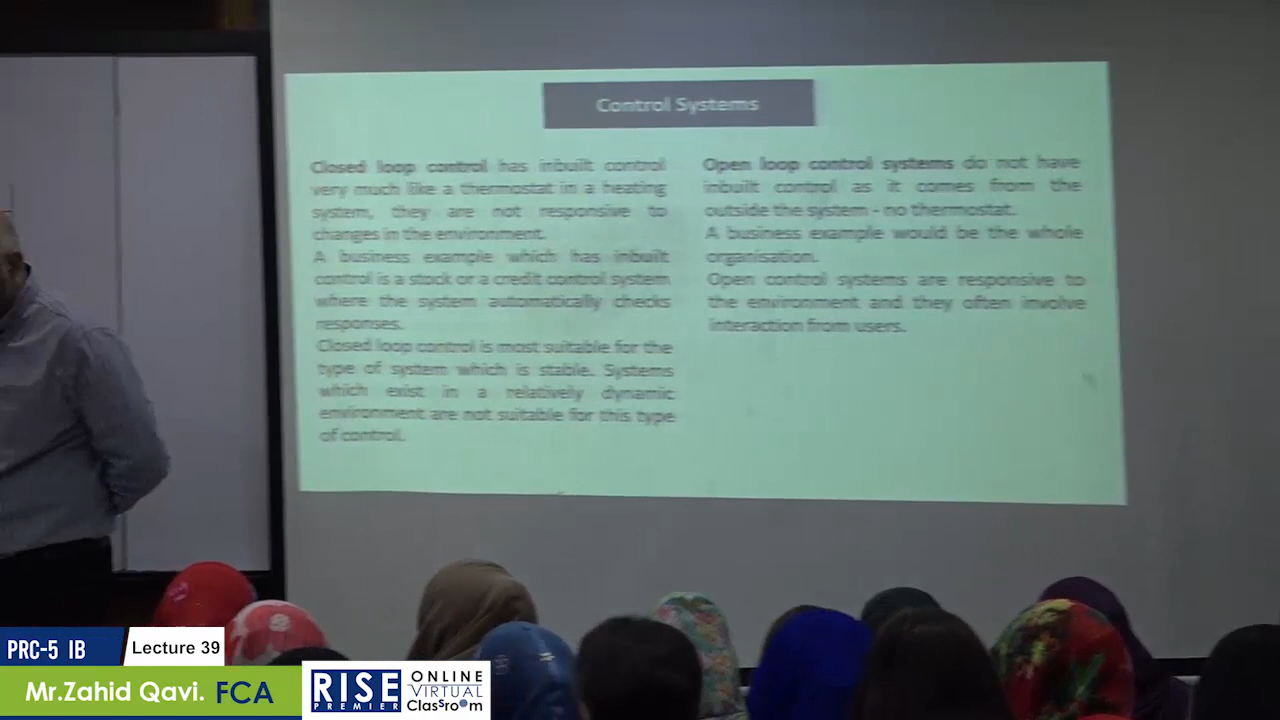 Control Systems
Closed loop control has inbuilt control
very much like a thermostat in a heating
system, they are not responsive to
changes in the environment.
A business example which has inbuilt
control is a stock or a credit control system
where the system automatically checks
responses.
Closed loop control is most suitable for the
type of system which is stable. Systems
which exist in a relatively dynamic
environment are not suitable for this type
of control.
Open loop control systems do not have
inbuilt control as it comes from the
outside the system - no thermostat.
A business example would be the whole
organisation.
Open control systems are responsive to
the environment and they often involve
interaction from users.
PRC-5 IB
Lecture 39
Mr.Zahid Qavi. FCA
RISE
PREMIER
ONLINE
VIRTUAL
ClasSroom